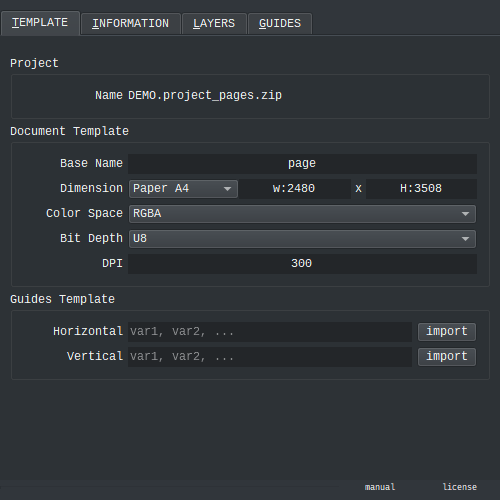 TEMPLATE INFORMATION LAYERS GUIDES
Project
Name DEMO.project_pages.zip
Document Template
Base Name page
Dimension Paper A4 w:2480 x H:3508
Color Space RGBA
Bit Depth U8
DPI 300
Guides Template
Horizontal var1, var2, ... import
Vertical var1, var2, ... import
manual license